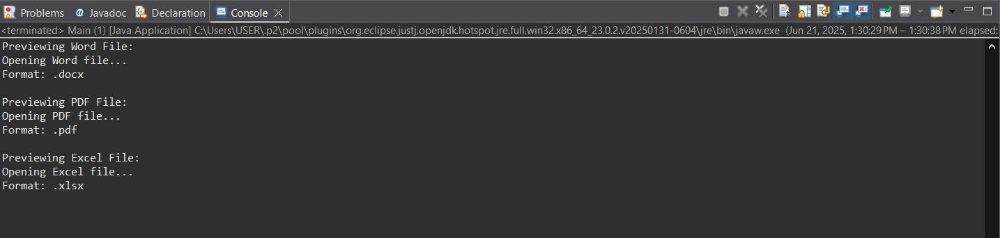 Problems @ Javadoc Declaration Console
<terminated> Main (1) [Java Application] C:\Users\USER\.p2\pool\plugins\org.eclipse.justj.openjdk.hotspot.jre.full.win32.x86_64_23.0.2.v20250131-0604\jre\bin\javaw.exe (Jun 21, 2025, 1:30:29 PM – 1:30:38 PM elapsed:
Previewing Word File:
Opening Word file...
Format: .docx
Previewing PDF File:
Opening PDF file...
Format: .pdf
Previewing Excel File:
Opening Excel file...
Format: .xlsx